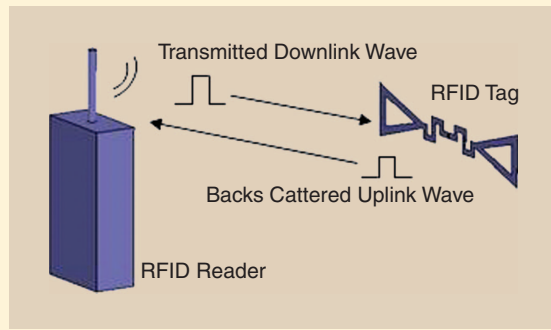 Transmitted Downlink Wave
RFID Tag
Backs Cattered Uplink Wave
RFID Reader